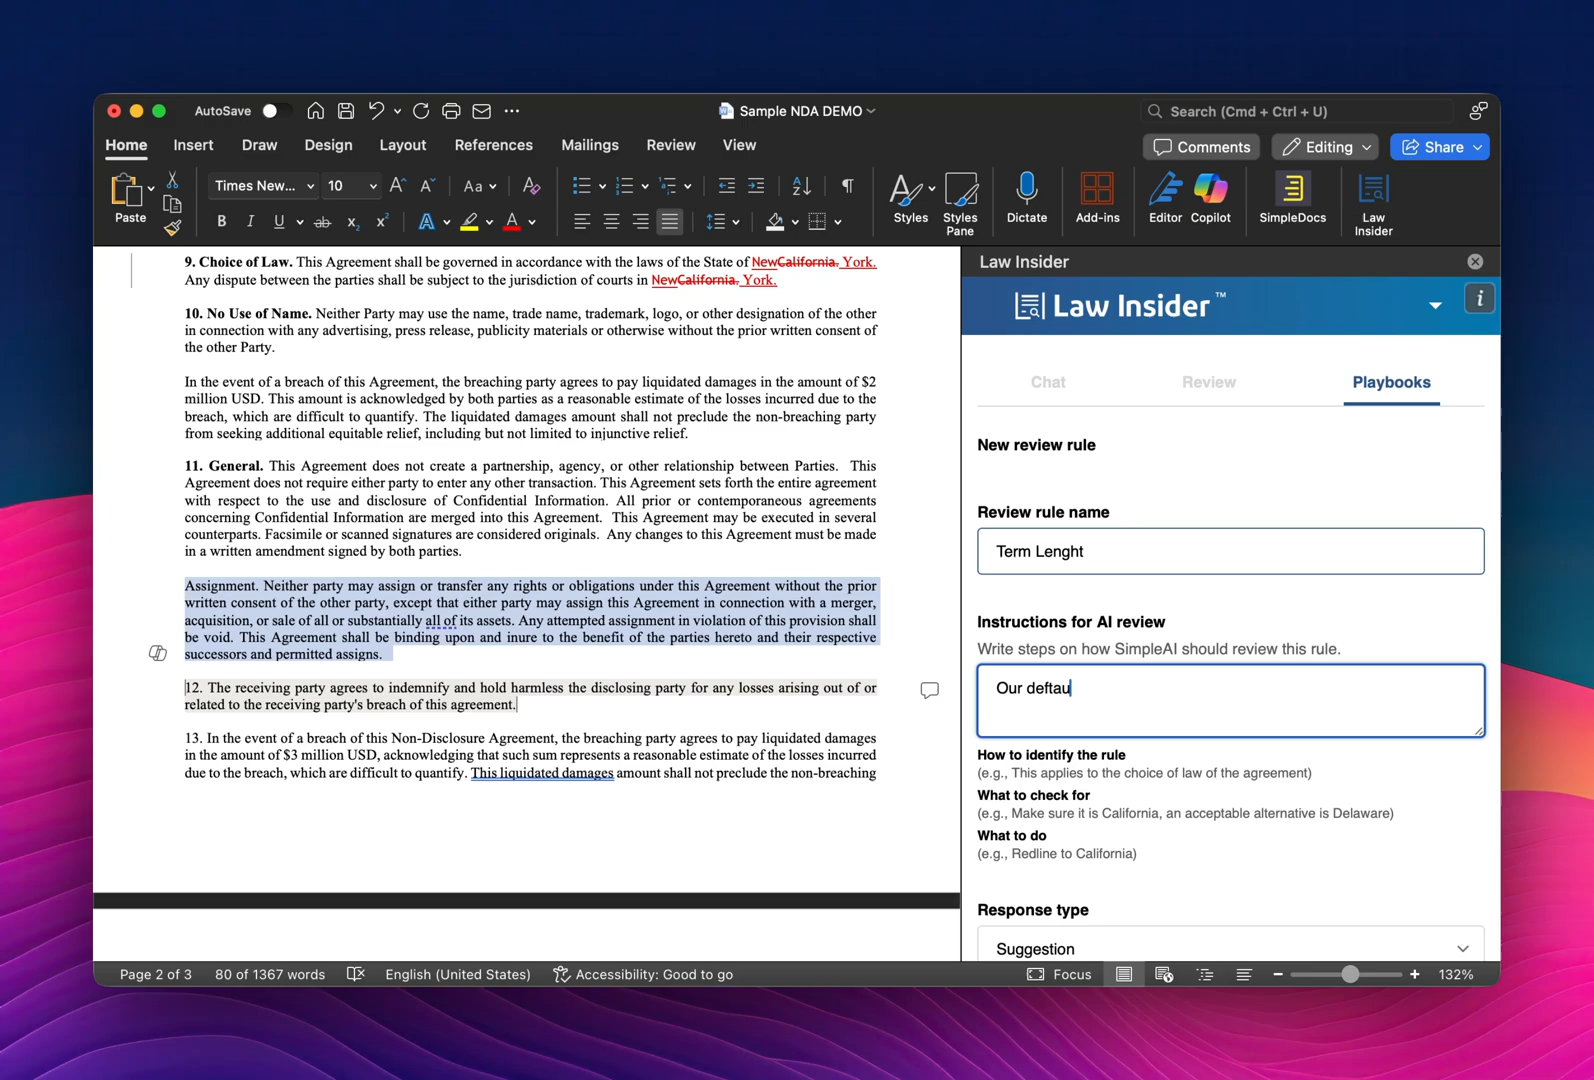 AutoSave
Sample NDA DEMO
Search (Cmd + Ctrl + U)
Home Insert Draw Design Layout References Mailings Review View
Comments Editing Share
Paste
Times New... 10
Aa
B I U ab x₂ x²
A A
A
Z
¶
Styles
Styles
Pane
Dictate
Add-ins
Editor
Copilot
SimpleDocs
Law
Insider
9. Choice of Law. This Agreement shall be governed in accordance with the laws of the State of NewCalifornia. York.
Any dispute between the parties shall be subject to the jurisdiction of courts in NewCalifornia. York.
10. No Use of Name. Neither Party may use the name, trade name, trademark, logo, or other designation of the other
in connection with any advertising, press release, publicity materials or otherwise without the prior written consent of
the other Party.
In the event of a breach of this Agreement, the breaching party agrees to pay liquidated damages in the amount of $2
million USD. This amount is acknowledged by both parties as a reasonable estimate of the losses incurred due to the
breach, which are difficult to quantify. The liquidated damages amount shall not preclude the non-breaching party
from seeking additional equitable relief, including but not limited to injunctive relief.
11. General. This Agreement does not create a partnership, agency, or other relationship between Parties. This
Agreement does not require either party to enter any other transaction. This Agreement sets forth the entire agreement
with respect to the use and disclosure of Confidential Information. All prior or contemporaneous agreements
concerning Confidential Information are merged into this Agreement. This Agreement may be executed in several
counterparts. Facsimile or scanned signatures are considered originals. Any changes to this Agreement must be made
in a written amendment signed by both parties.
Assignment. Neither party may assign or transfer any rights or obligations under this Agreement without the prior
written consent of the other party, except that either party may assign this Agreement in connection with a merger,
acquisition, or sale of all or substantially all of its assets. Any attempted assignment in violation of this provision shall
be void. This Agreement shall be binding upon and inure to the benefit of the parties hereto and their respective
successors and permitted assigns.
12. The receiving party agrees to indemnify and hold harmless the disclosing party for any losses arising out of or
related to the receiving party's breach of this agreement.
13. In the event of a breach of this Non-Disclosure Agreement, the breaching party agrees to pay liquidated damages
in the amount of $3 million USD, acknowledging that such sum represents a reasonable estimate of the losses incurred
due to the breach, which are difficult to quantify. This liquidated damages amount shall not preclude the non-breaching
Law Insider
Law Insider™
i
Chat Review Playbooks
New review rule
Review rule name
Term Lenght
Instructions for AI review
Write steps on how SimpleAI should review this rule.
Our deftau
How to identify the rule
(e.g., This applies to the choice of law of the agreement)
What to check for
(e.g., Make sure it is California, an acceptable alternative is Delaware)
What to do
(e.g., Redline to California)
Response type
Suggestion
Page 2 of 3 80 of 1367 words English (United States) Accessibility: Good to go Focus 132%